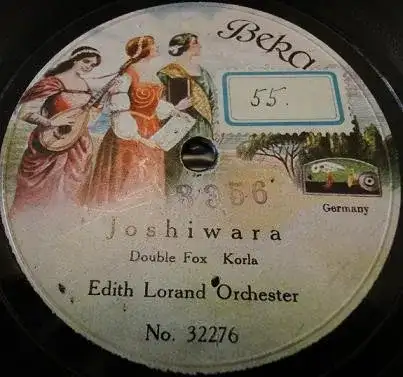 Beka
55.
Germany
8356
Joshiwara
Double Fox Korla
Edith Lorand Orchester
No. 32276